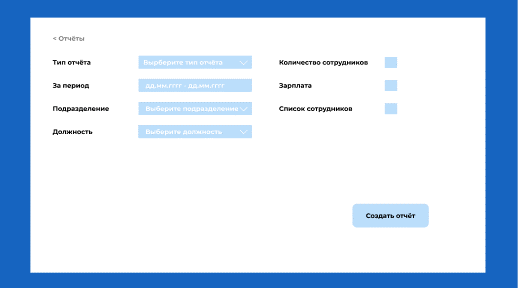 < Отчёты
Тип отчёта
Вырберите тип отчёта
Количество сотрудников
За период
дд.мм.гггг - дд.мм.гггг
Зарплата
Подразделение
Выберите подразделение
Список сотрудников
Должность
Выберите должность
Создать отчёт